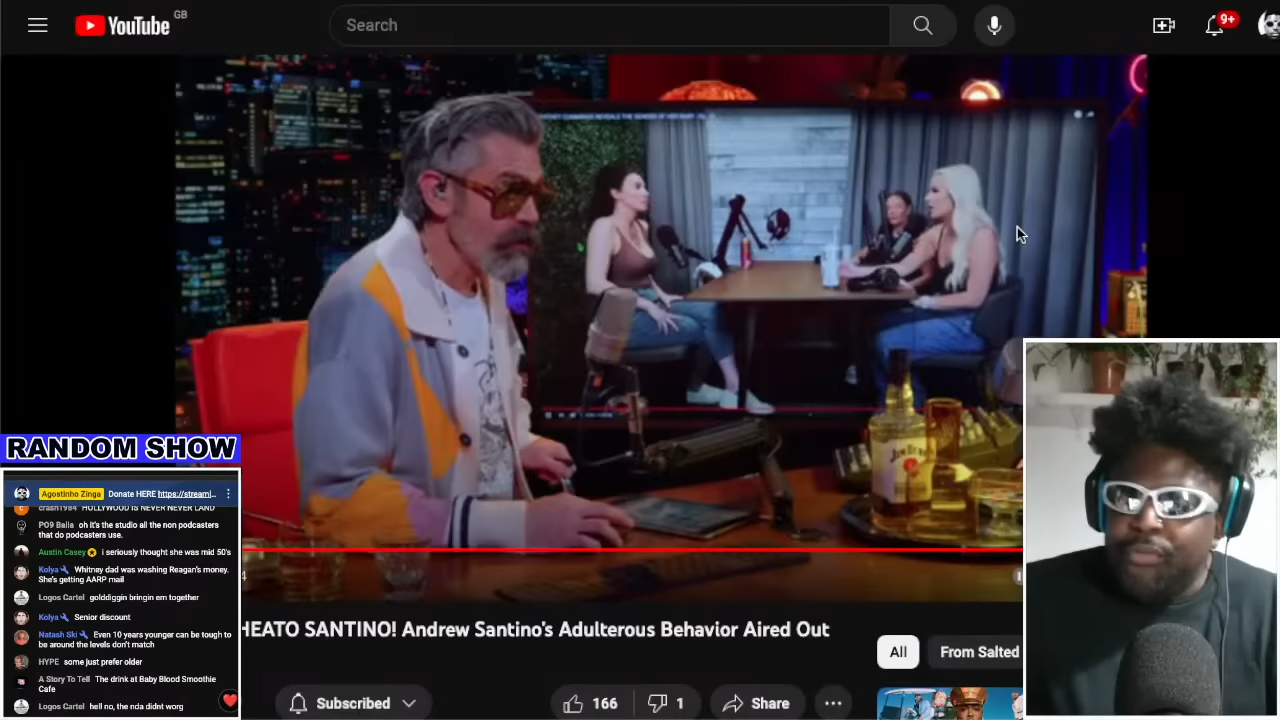 YouTube
GB
Search
9+
JIM BEAM
RANDOM SHOW
Agostinho Zinga Donate HERE https://streaml...
crash1984 HOLLYWOOD IS NEVER NEVER LAND
PO9 Balla oh It's the studio all the non podcasters
that do podcasters use.
Austin Casey i seriously thought she was mid 50's
Kolya Whitney dad was washing Reagan's money.
She's getting AARP mail
Logos Cartel golddiggin bringin em together
Kolya Senior discount
Natash Ski Even 10 years younger can be tough to
be around the levels don't match
HYPE some just prefer older
A Story To Tell The drink at Baby Blood Smoothie
Cafe
Logos Cartel hell no, the nda didnt worg
HEATO SANTINO! Andrew Santino's Adulterous Behavior Aired Out
All
From Salted
Subscribed
166
1
Share